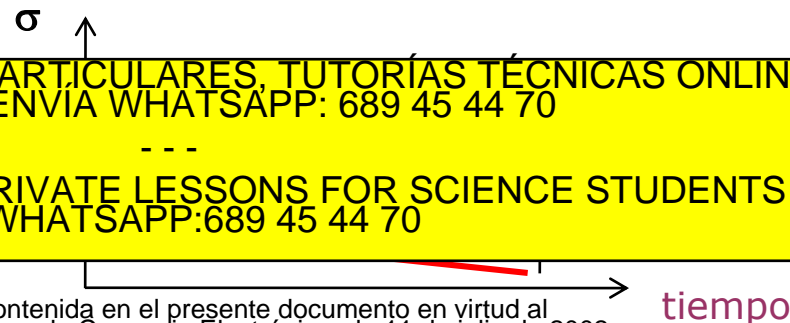 σ
ARTICULARES, TUTORÍAS TÉCNICAS ONLIN
ENVÍA WHATSAPP: 689 45 44 70
- - -
RIVATE LESSONS FOR SCIENCE STUDENTS
WHATSAPP:689 45 44 70
tiempo
ontenida en el presente documento en virtud al